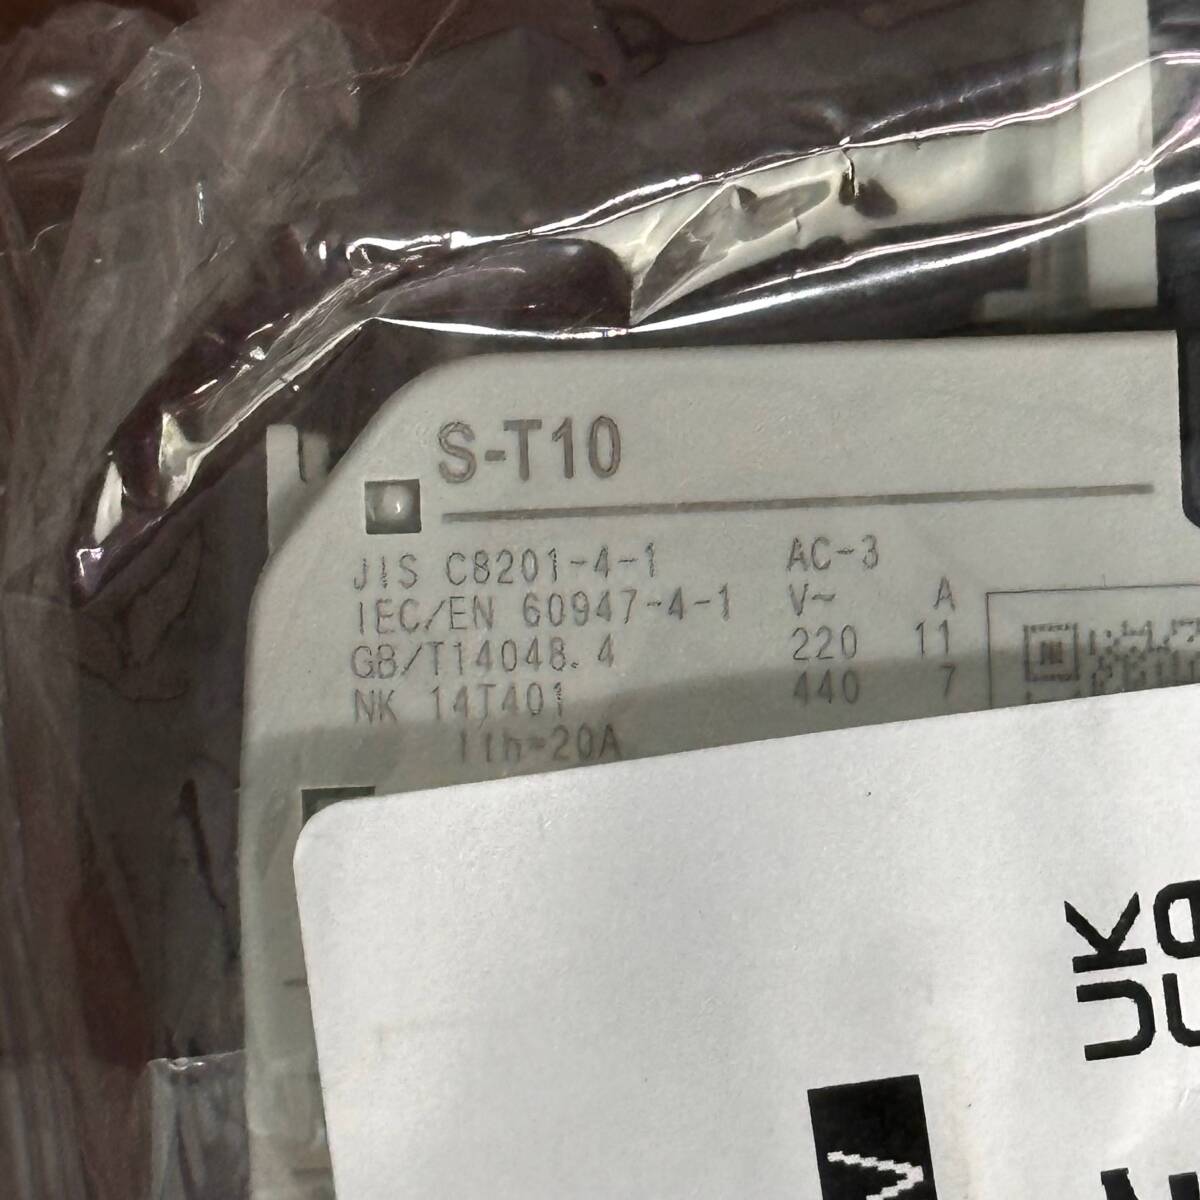 S-T10
JIS C8201-4-1
IEC/EN 60947-4-1
GB/T14048.4
NK 14T401
Ith=20A
AC-3
V~ A
220 11
440 7
UK
CA